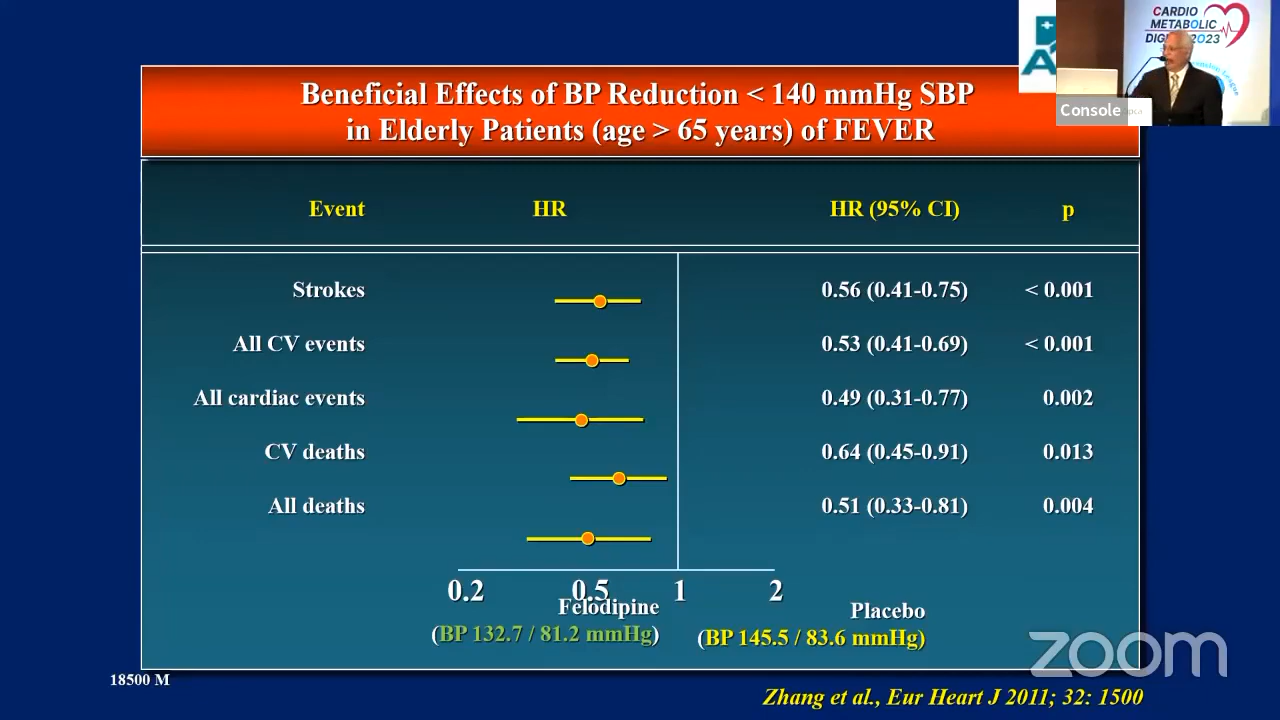 Beneficial Effects of BP Reduction < 140 mmHg SBP
in Elderly Patients (age > 65 years) of FEVER
CARDIO
METABOLIC
Console
Event HR HR (95% CI) p
Strokes 0.56 (0.41-0.75) < 0.001
All CV events 0.53 (0.41-0.69) < 0.001
All cardiac events 0.49 (0.31-0.77) 0.002
CV deaths 0.64 (0.45-0.91) 0.013
All deaths 0.51 (0.33-0.81) 0.004
0.2 0.5 1 2
Felodipine Placebo
(BP 132.7 / 81.2 mmHg) (BP 145.5 / 83.6 mmHg)
zoom
18500 M
Zhang et al., Eur Heart J 2011; 32: 1500